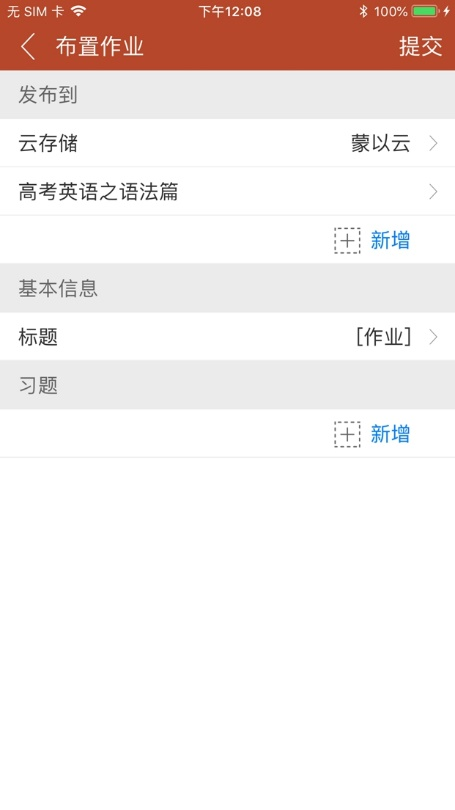 无 SIM 卡 下午12:08 100%
布置作业 提交
发布到
云存储 蒙以云
高考英语之语法篇
新增
基本信息
标题 [作业]
习题
新增